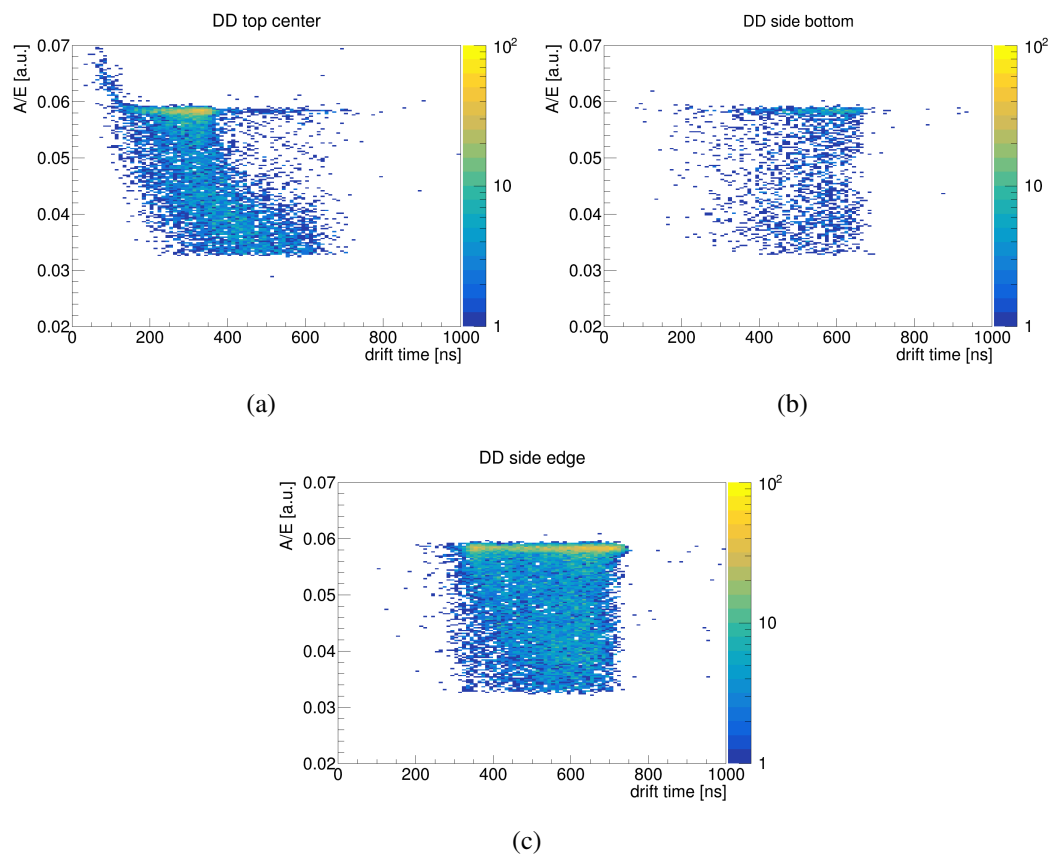 DD top center
A/E [a.u.]
0.07
0.06
0.05
0.04
0.03
0.02
0 200 400 600 800 1000
drift time [ns]
10²
10
1
(a)
DD side bottom
A/E [a.u.]
0.07
0.06
0.05
0.04
0.03
0.02
0 200 400 600 800 1000
drift time [ns]
10²
10
1
(b)
DD side edge
A/E [a.u.]
0.07
0.06
0.05
0.04
0.03
0.02
0 200 400 600 800 1000
drift time [ns]
10²
10
1
(c)